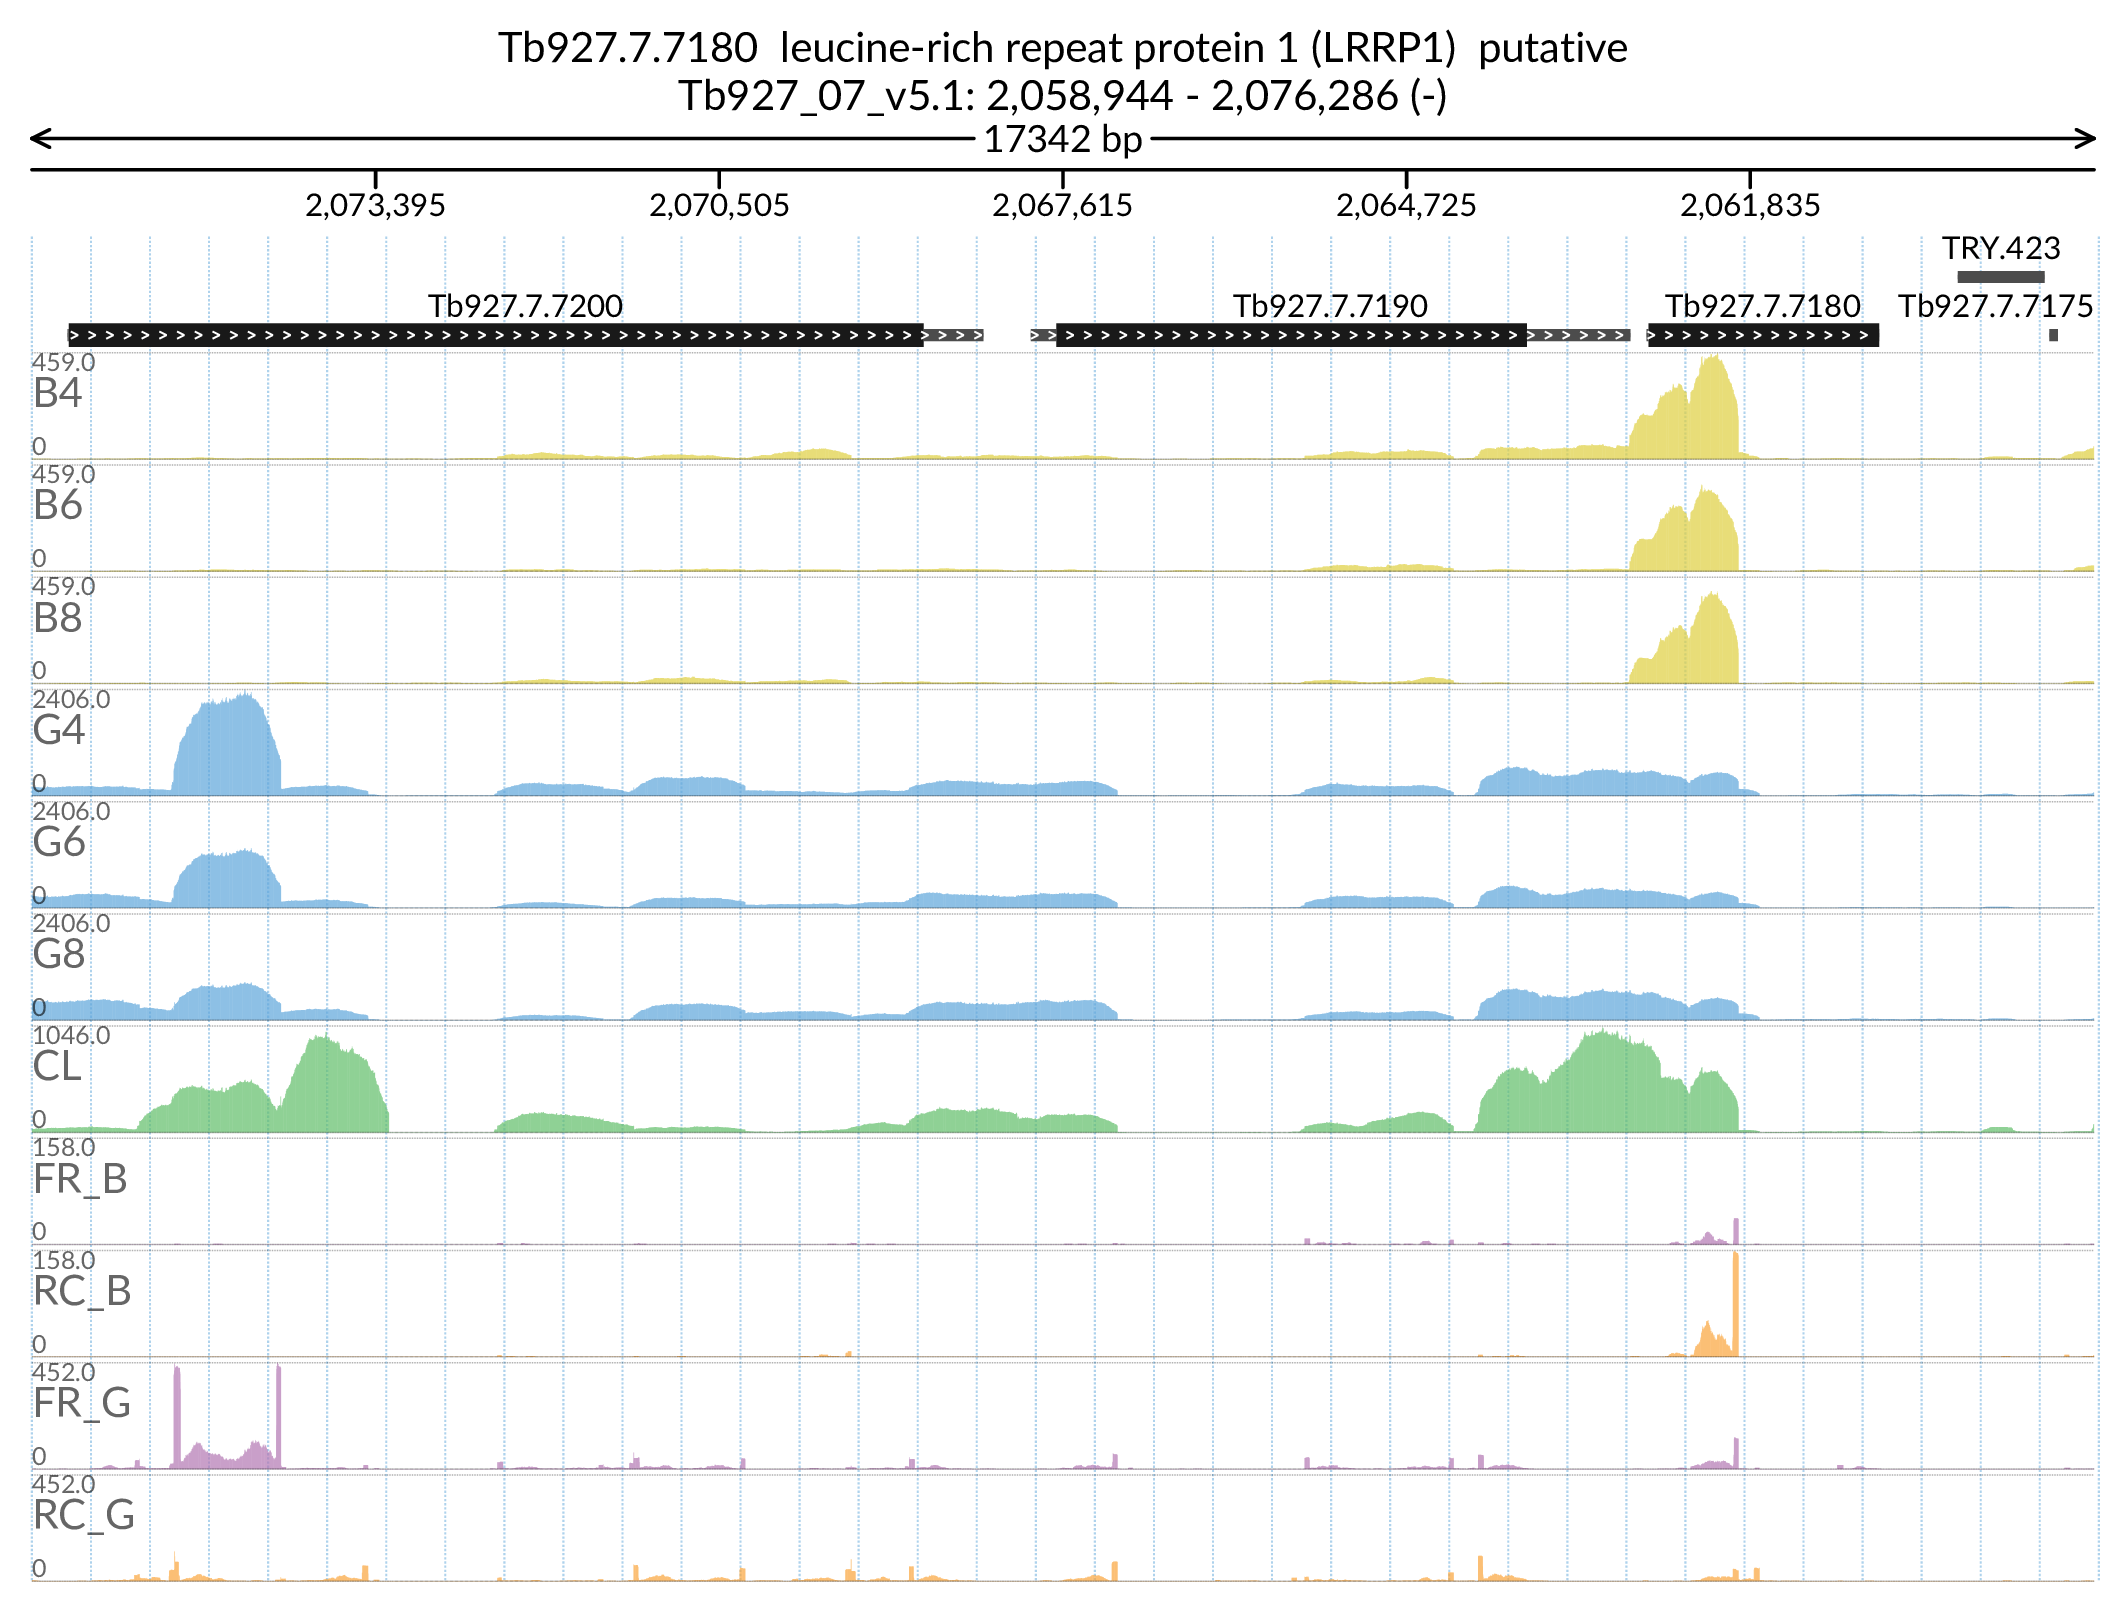 Tb927.7.7180  leucine-rich repeat protein 1 (LRRP1)  putative
Tb927_07_v5.1: 2,058,944 - 2,076,286 (-)
17342 bp
2,073,395 2,070,505 2,067,615 2,064,725 2,061,835
TRY.423
Tb927.7.7200 Tb927.7.7190 Tb927.7.7180 Tb927.7.7175
459.0
B4
0
459.0
B6
0
459.0
B8
0
2406.0
G4
0
2406.0
G6
0
2406.0
G8
0
1046.0
CL
0
158.0
FR_B
0
158.0
RC_B
0
452.0
FR_G
0
452.0
RC_G
0